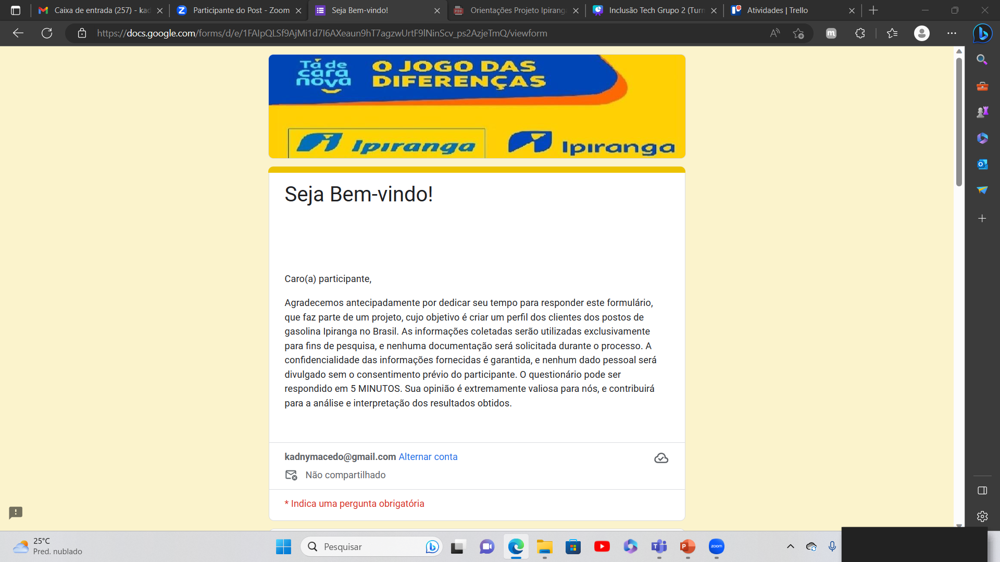 Caixa de entrada (257) - kad
Participante do Post - Zoom
Seja Bem-vindo!
Orientações Projeto Ipiranga
Inclusão Tech Grupo 2 (Turm
Atividades | Trello
https://docs.google.com/forms/d/e/1FAIpQLSf9AjMi1d7I6AXeaun9hT7agzwUrtF9lNinScv_ps2AzjeTmQ/viewform
Tá de
cara
nova
O JOGO DAS
DIFERENÇAS
Ipiranga
Ipiranga
Seja Bem-vindo!
Caro(a) participante,
Agradecemos antecipadamente por dedicar seu tempo para responder este formulário,
que faz parte de um projeto, cujo objetivo é criar um perfil dos clientes dos postos de
gasolina Ipiranga no Brasil. As informações coletadas serão utilizadas exclusivamente
para fins de pesquisa, e nenhuma documentação será solicitada durante o processo. A
confidencialidade das informações fornecidas é garantida, e nenhum dado pessoal será
divulgado sem o consentimento prévio do participante. O questionário pode ser
respondido em 5 MINUTOS. Sua opinião é extremamente valiosa para nós, e contribuirá
para a análise e interpretação dos resultados obtidos.
kadnymacedo@gmail.com Alternar conta
Não compartilhado
* Indica uma pergunta obrigatória
25°C
Pred. nublado
Pesquisar
zoom